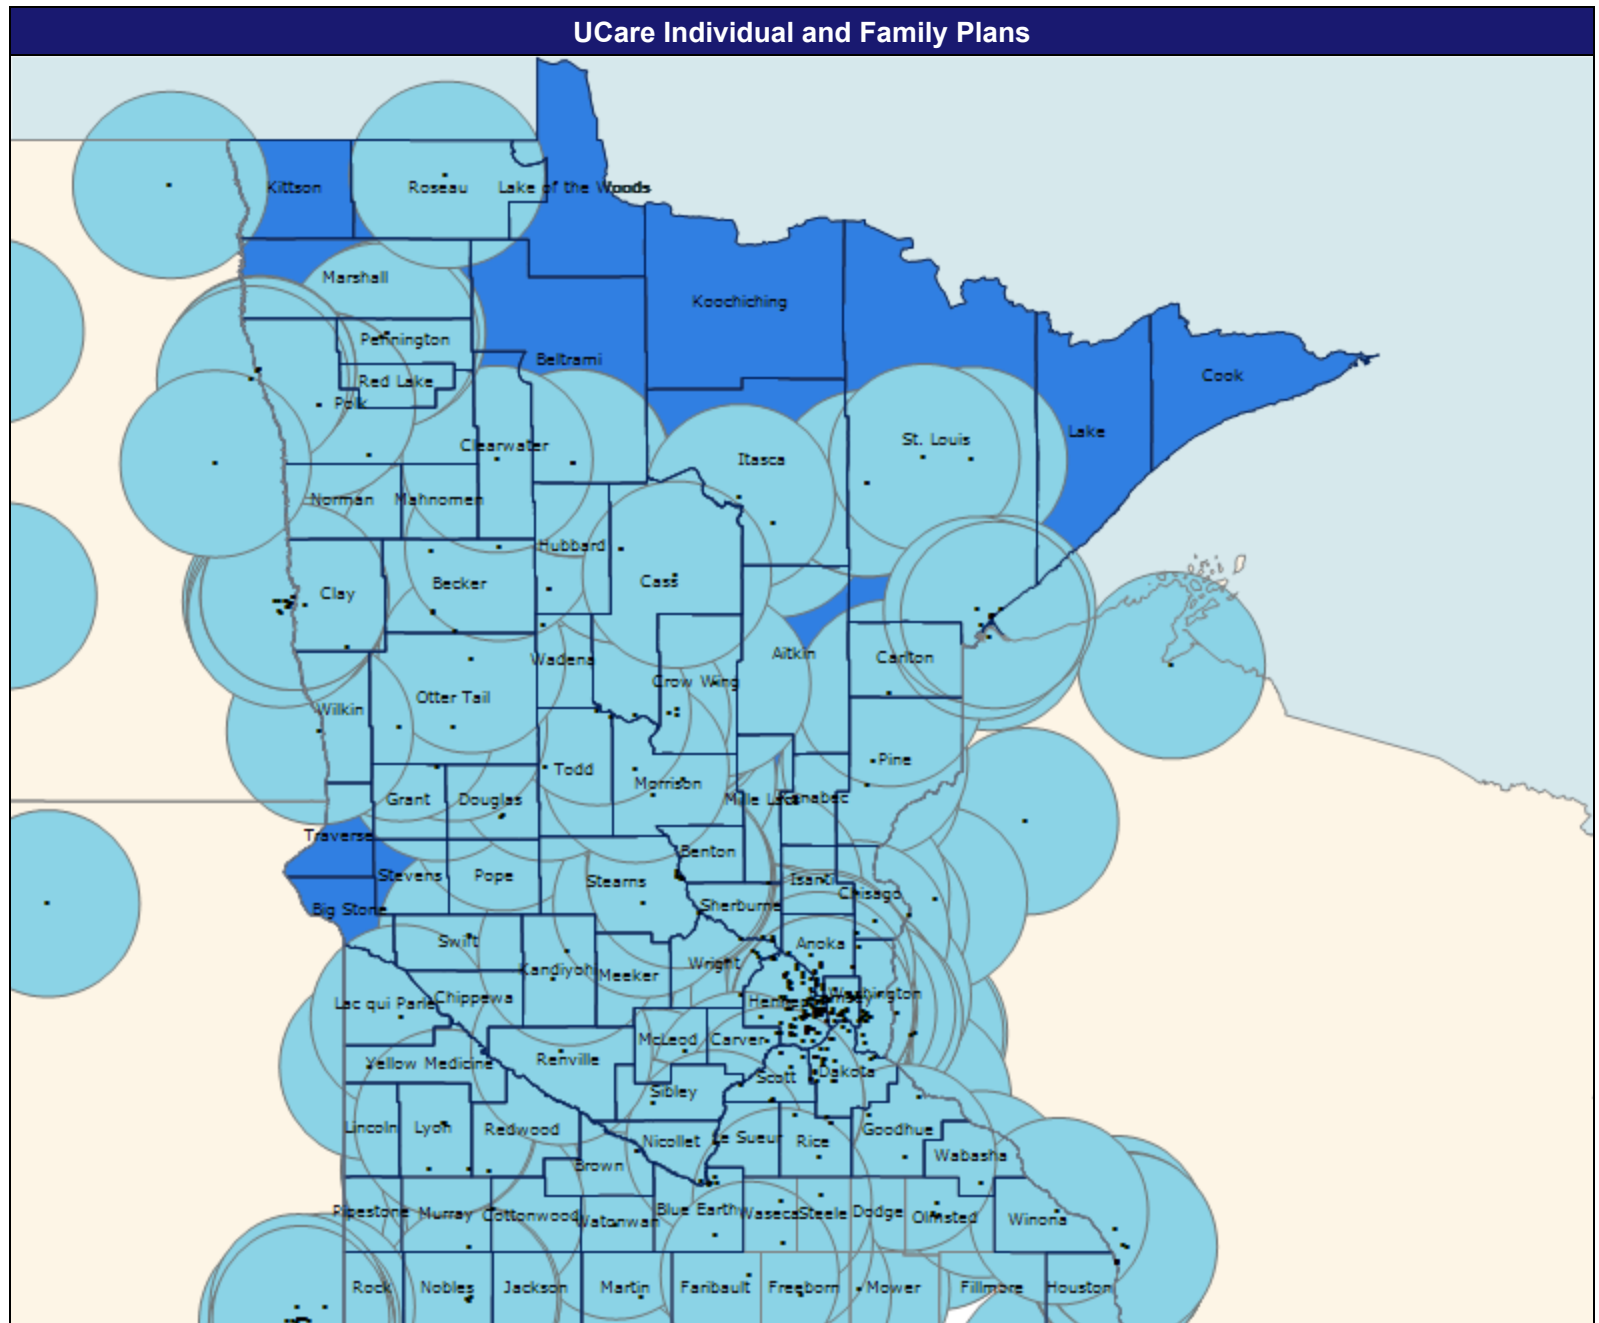 UCare Individual and Family Plans
Kittson
Roseau
Lake of the Woods
Marshall
Koochiching
Pennington
Beltrami
Red Lake
Cook
Polk
Lake
St. Louis
Clearwater
Itasca
Norman
Mahnomen
Hubbard
Cass
Becker
Clay
Aitkin
Carlton
Wadena
Crow Wing
Otter Tail
Wilkin
Pine
Todd
Morrison
Grant
Douglas
Mille Lacs
Kanabec
Traverse
Benton
Stevens
Pope
Stearns
Isanti
Chisago
Big Stone
Sherburne
Swift
Anoka
Wright
Kandiyohi
Meeker
Washington
Lac qui Parle
Chippewa
McLeod
Carver
Renville
Yellow Medicine
Scott
Dakota
Sibley
Lincoln
Lyon
Redwood
Nicollet
Le Sueur
Rice
Goodhue
Wabasha
Brown
Pipestone
Murray
Cottonwood
Watonwan
Blue Earth
Waseca
Steele
Dodge
Olmsted
Winona
Rock
Nobles
Jackson
Martin
Faribault
Freeborn
Mower
Fillmore
Houston